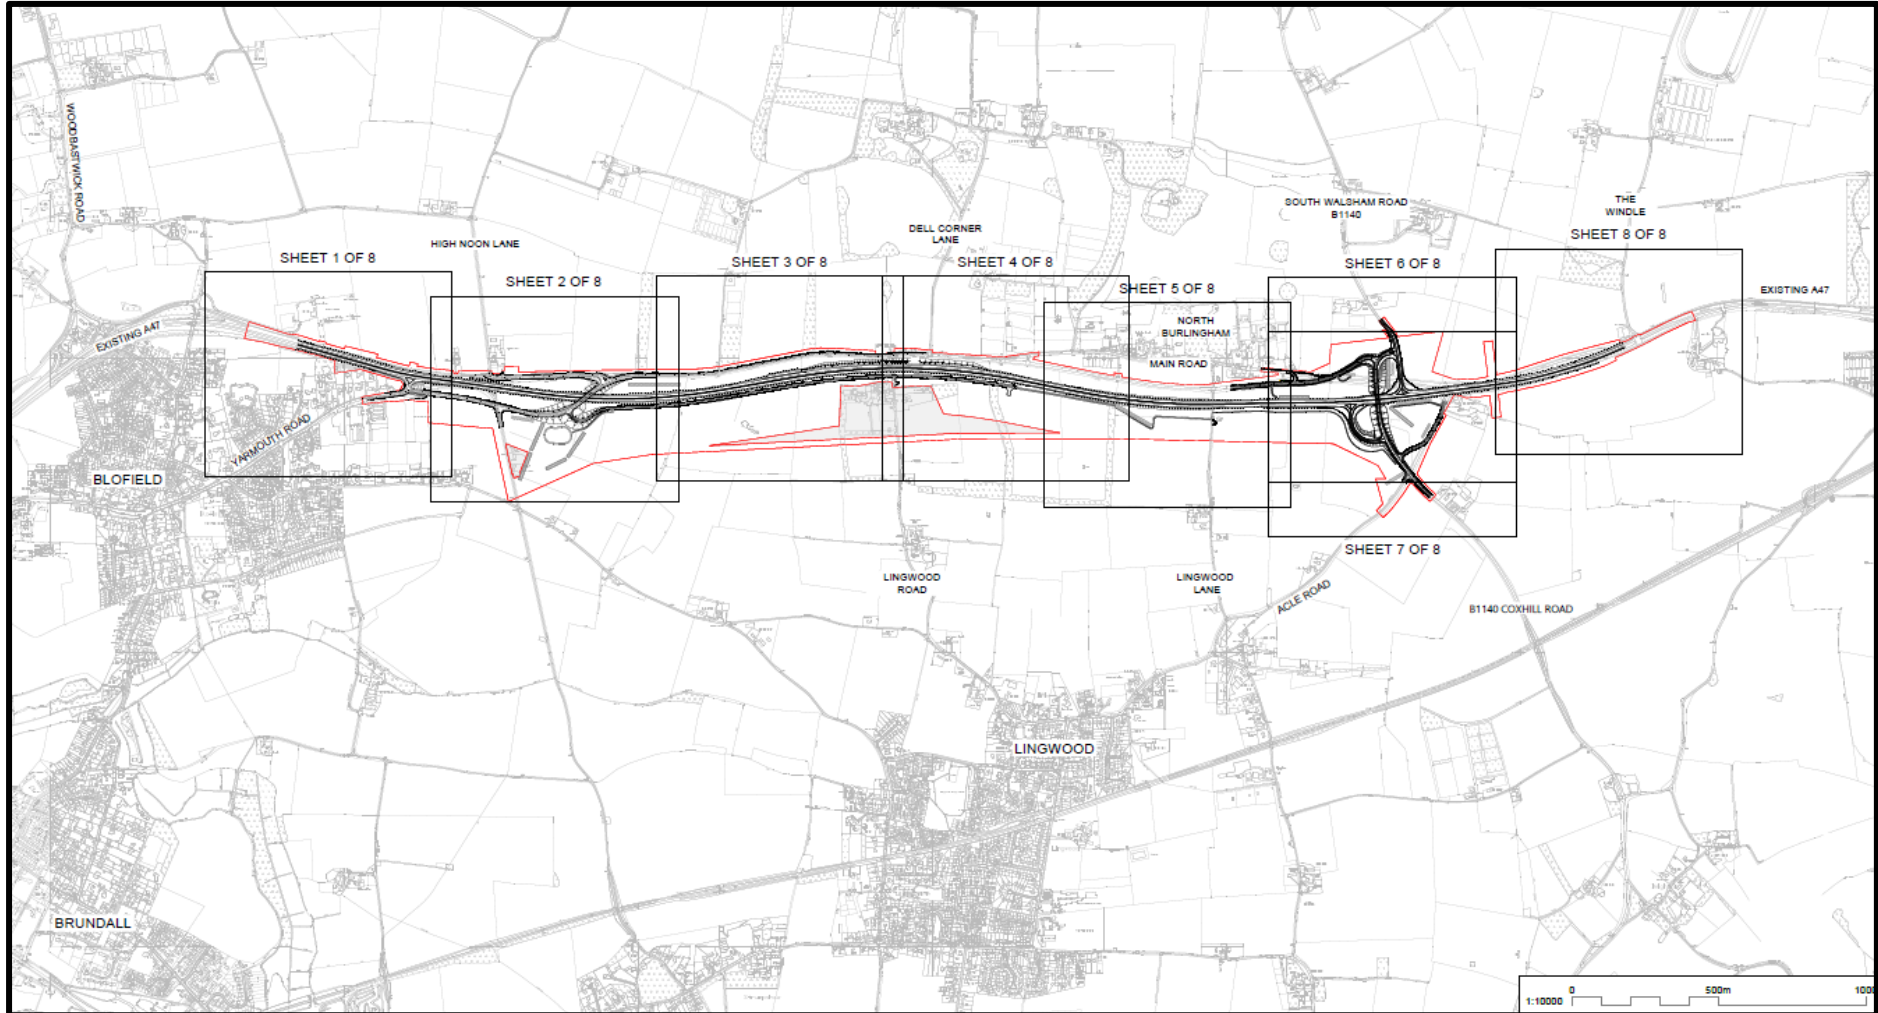 WOODBASTWICK ROAD
SOUTH WALSHAM ROAD
B1140
THE
WINDLE
DELL CORNER
LANE
HIGH NOON LANE
SHEET 8 OF 8
SHEET 1 OF 8
SHEET 3 OF 8
SHEET 4 OF 8
SHEET 6 OF 8
SHEET 2 OF 8
SHEET 5 OF 8
EXISTING A47
NORTH
BURLINGHAM
EXISTING A47
MAIN ROAD
YARMOUTH ROAD
BLOFIELD
SHEET 7 OF 8
LINGWOOD
ROAD
LINGWOOD
LANE
ACLE ROAD
B1140 COXHILL ROAD
LINGWOOD
BRUNDALL
1:10000
0
500m